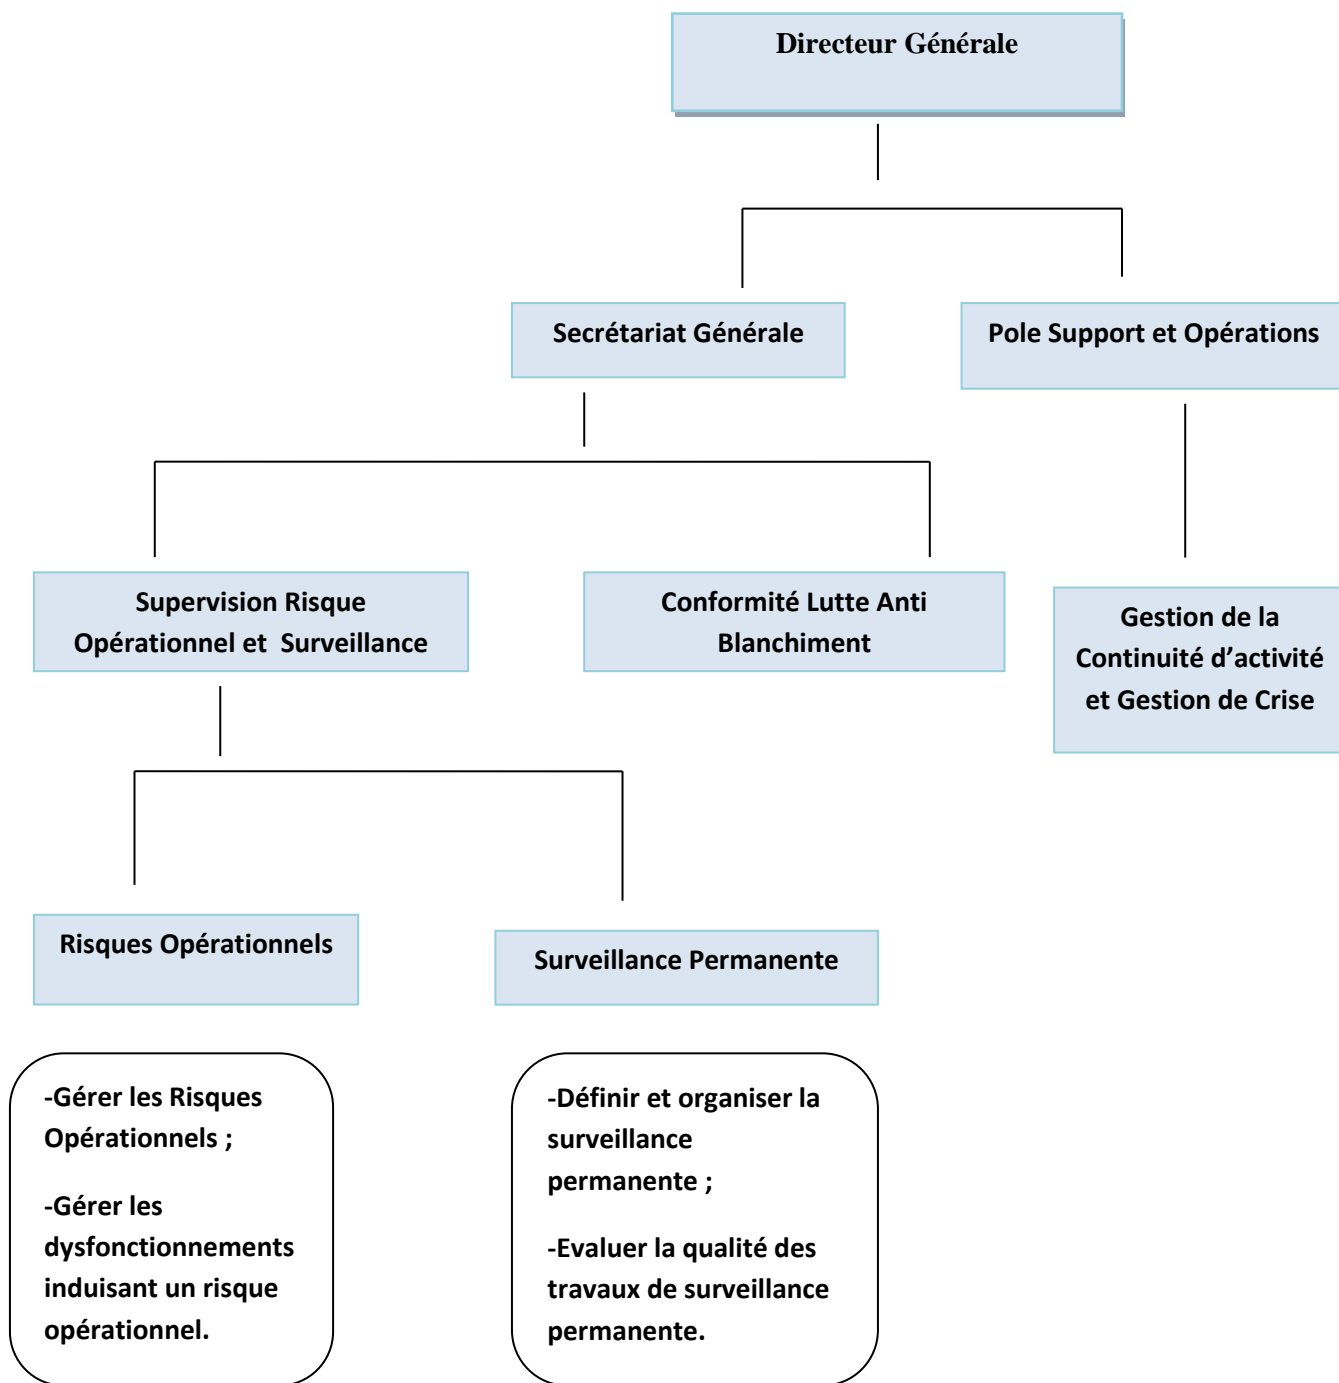 Directeur Générale
Secrétariat Générale
Pole Support et Opérations
Supervision Risque
Opérationnel et  Surveillance
Conformité Lutte Anti
Blanchiment
Gestion de la
Continuité d’activité
et Gestion de Crise
Risques Opérationnels
Surveillance Permanente
-Gérer les Risques
Opérationnels ;
-Gérer les
dysfonctionnements
induisant un risque
opérationnel.
-Définir et organiser la
surveillance
permanente ;
-Evaluer la qualité des
travaux de surveillance
permanente.